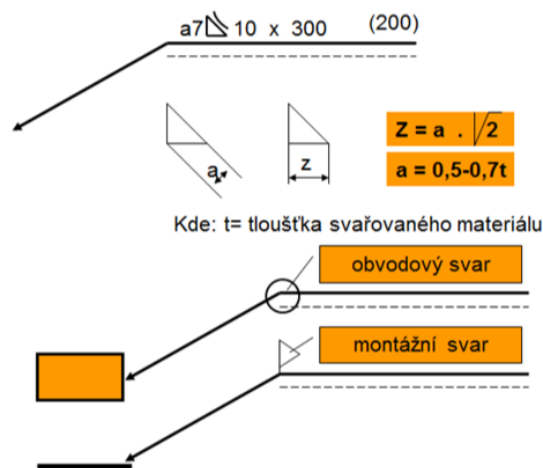 a7 10 x 300 (200)
a
z
Z = a . √2
a = 0,5-0,7t
Kde: t= tloušťka svařovaného materiálu
obvodový svar
montážní svar